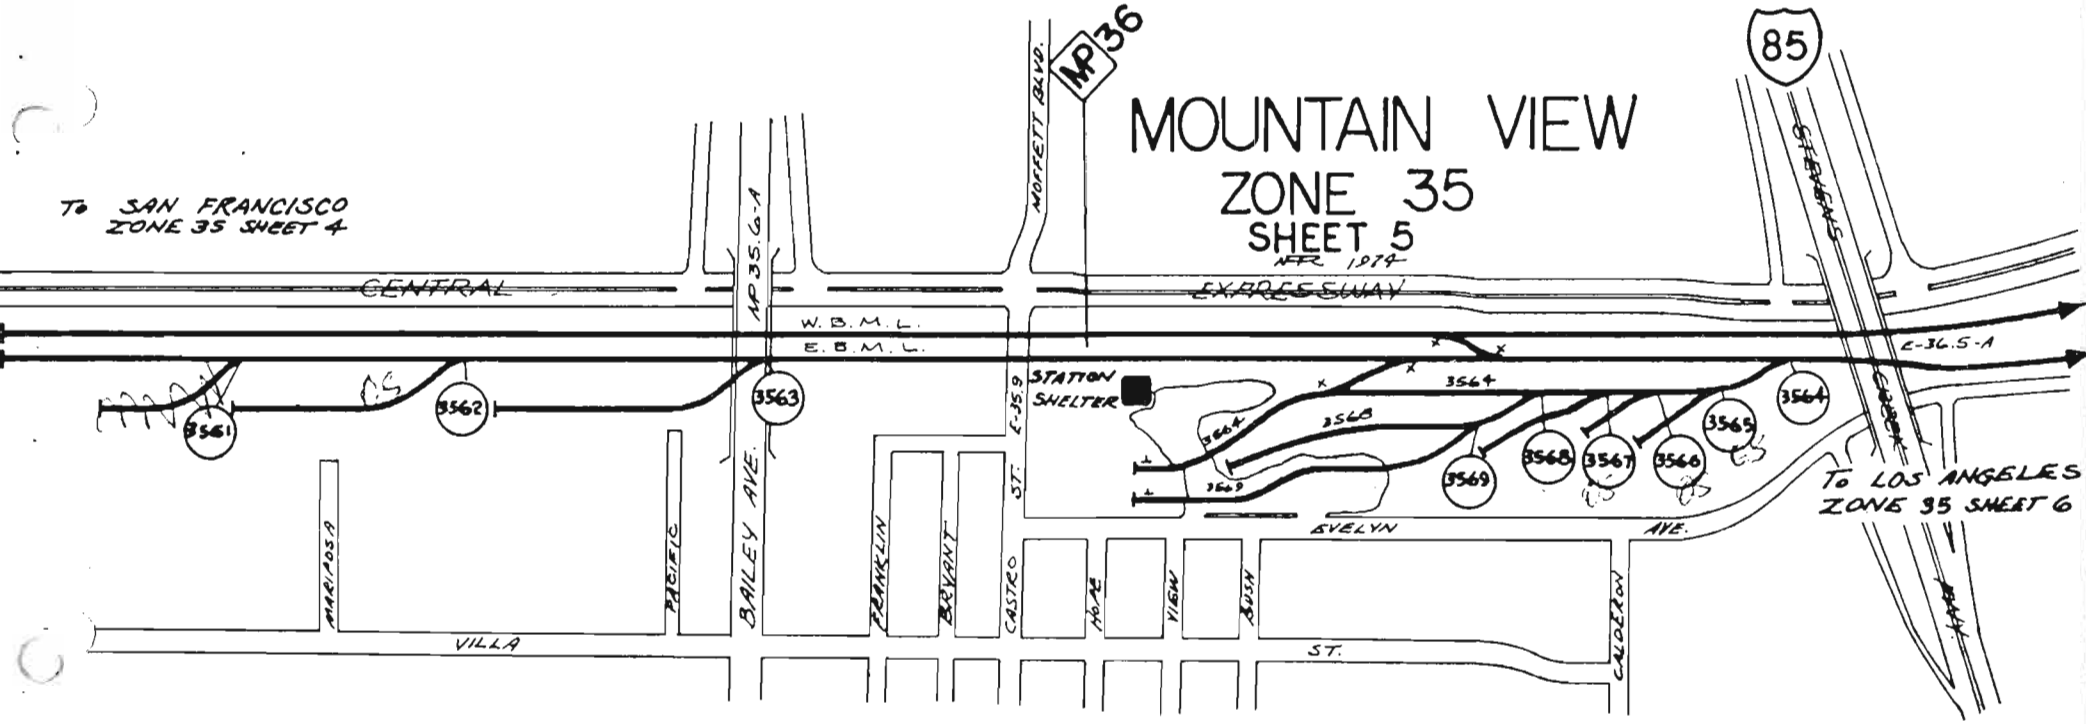 MP 36
85
MOUNTAIN VIEW
ZONE 35
SHEET 5
1974
To SAN FRANCISCO
ZONE 35 SHEET 4
MOFFETT BLVD.
MP 35.6-A
STEVENS
CENTRAL
EXPRESSWAY
W. B. M. L.
E. B. M. L.
E-36.5-A
STATION
SHELTER
E-35.9
3564
3568
3564
3569
3561
3562
3563
3564
3565
3566
3567
3568
3569
CREEK
To LOS ANGELES
ZONE 35 SHEET 6
EVELYN AVE.
MARIPOSA
PACIFIC
BAILEY AVE.
FRANKLIN
BRYANT
CASTRO ST.
HOPE
VIEW
BUSH
CALDERON
VILLA ST.